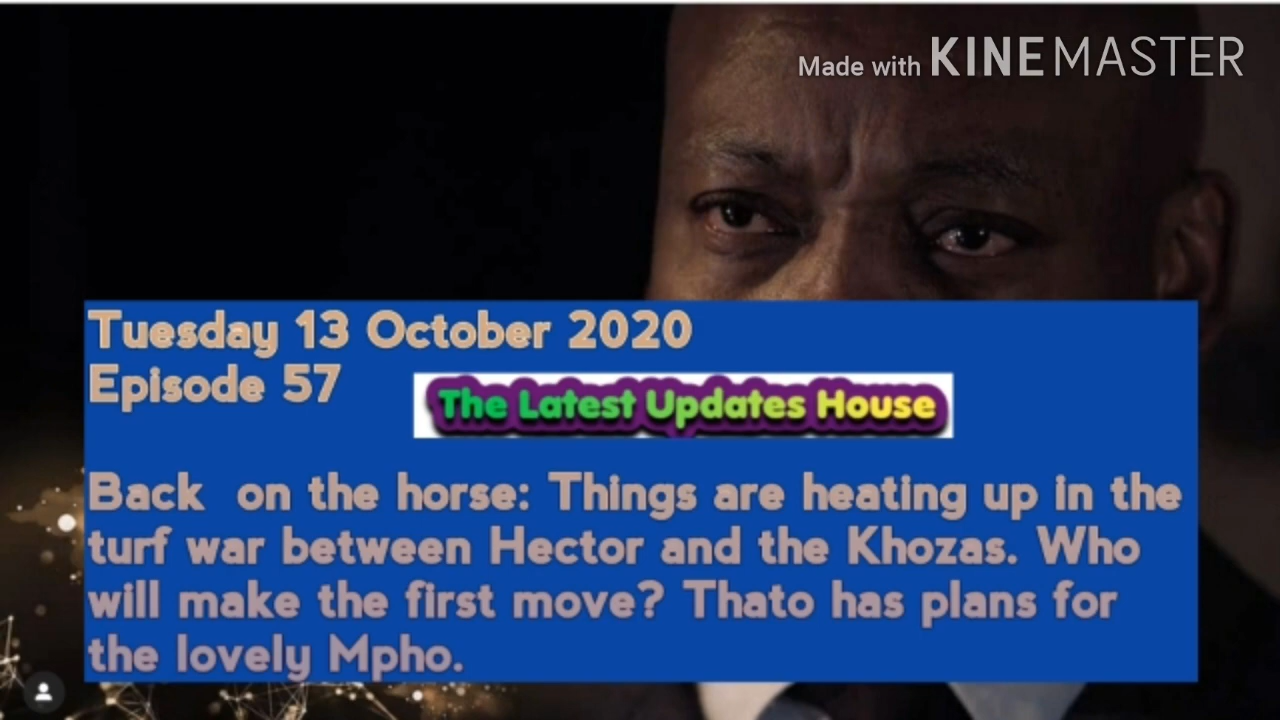 Made with KINEMASTER
Tuesday 13 October 2020
Episode 57
The Latest Updates House
Back on the horse: Things are heating up in the
turf war between Hector and the Khozas. Who
will make the first move? Thato has plans for
the lovely Mpho.